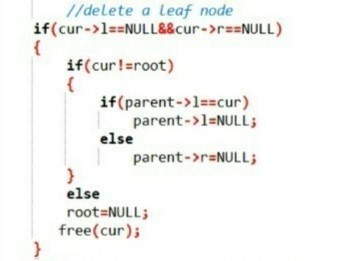 //delete a leaf node
if(cur->l==NULL&&cur->r==NULL)
{
if(cur!=root)
{
if(parent->l==cur)
parent->l=NULL;
else
parent->r=NULL;
}
else
root=NULL;
free(cur);
}